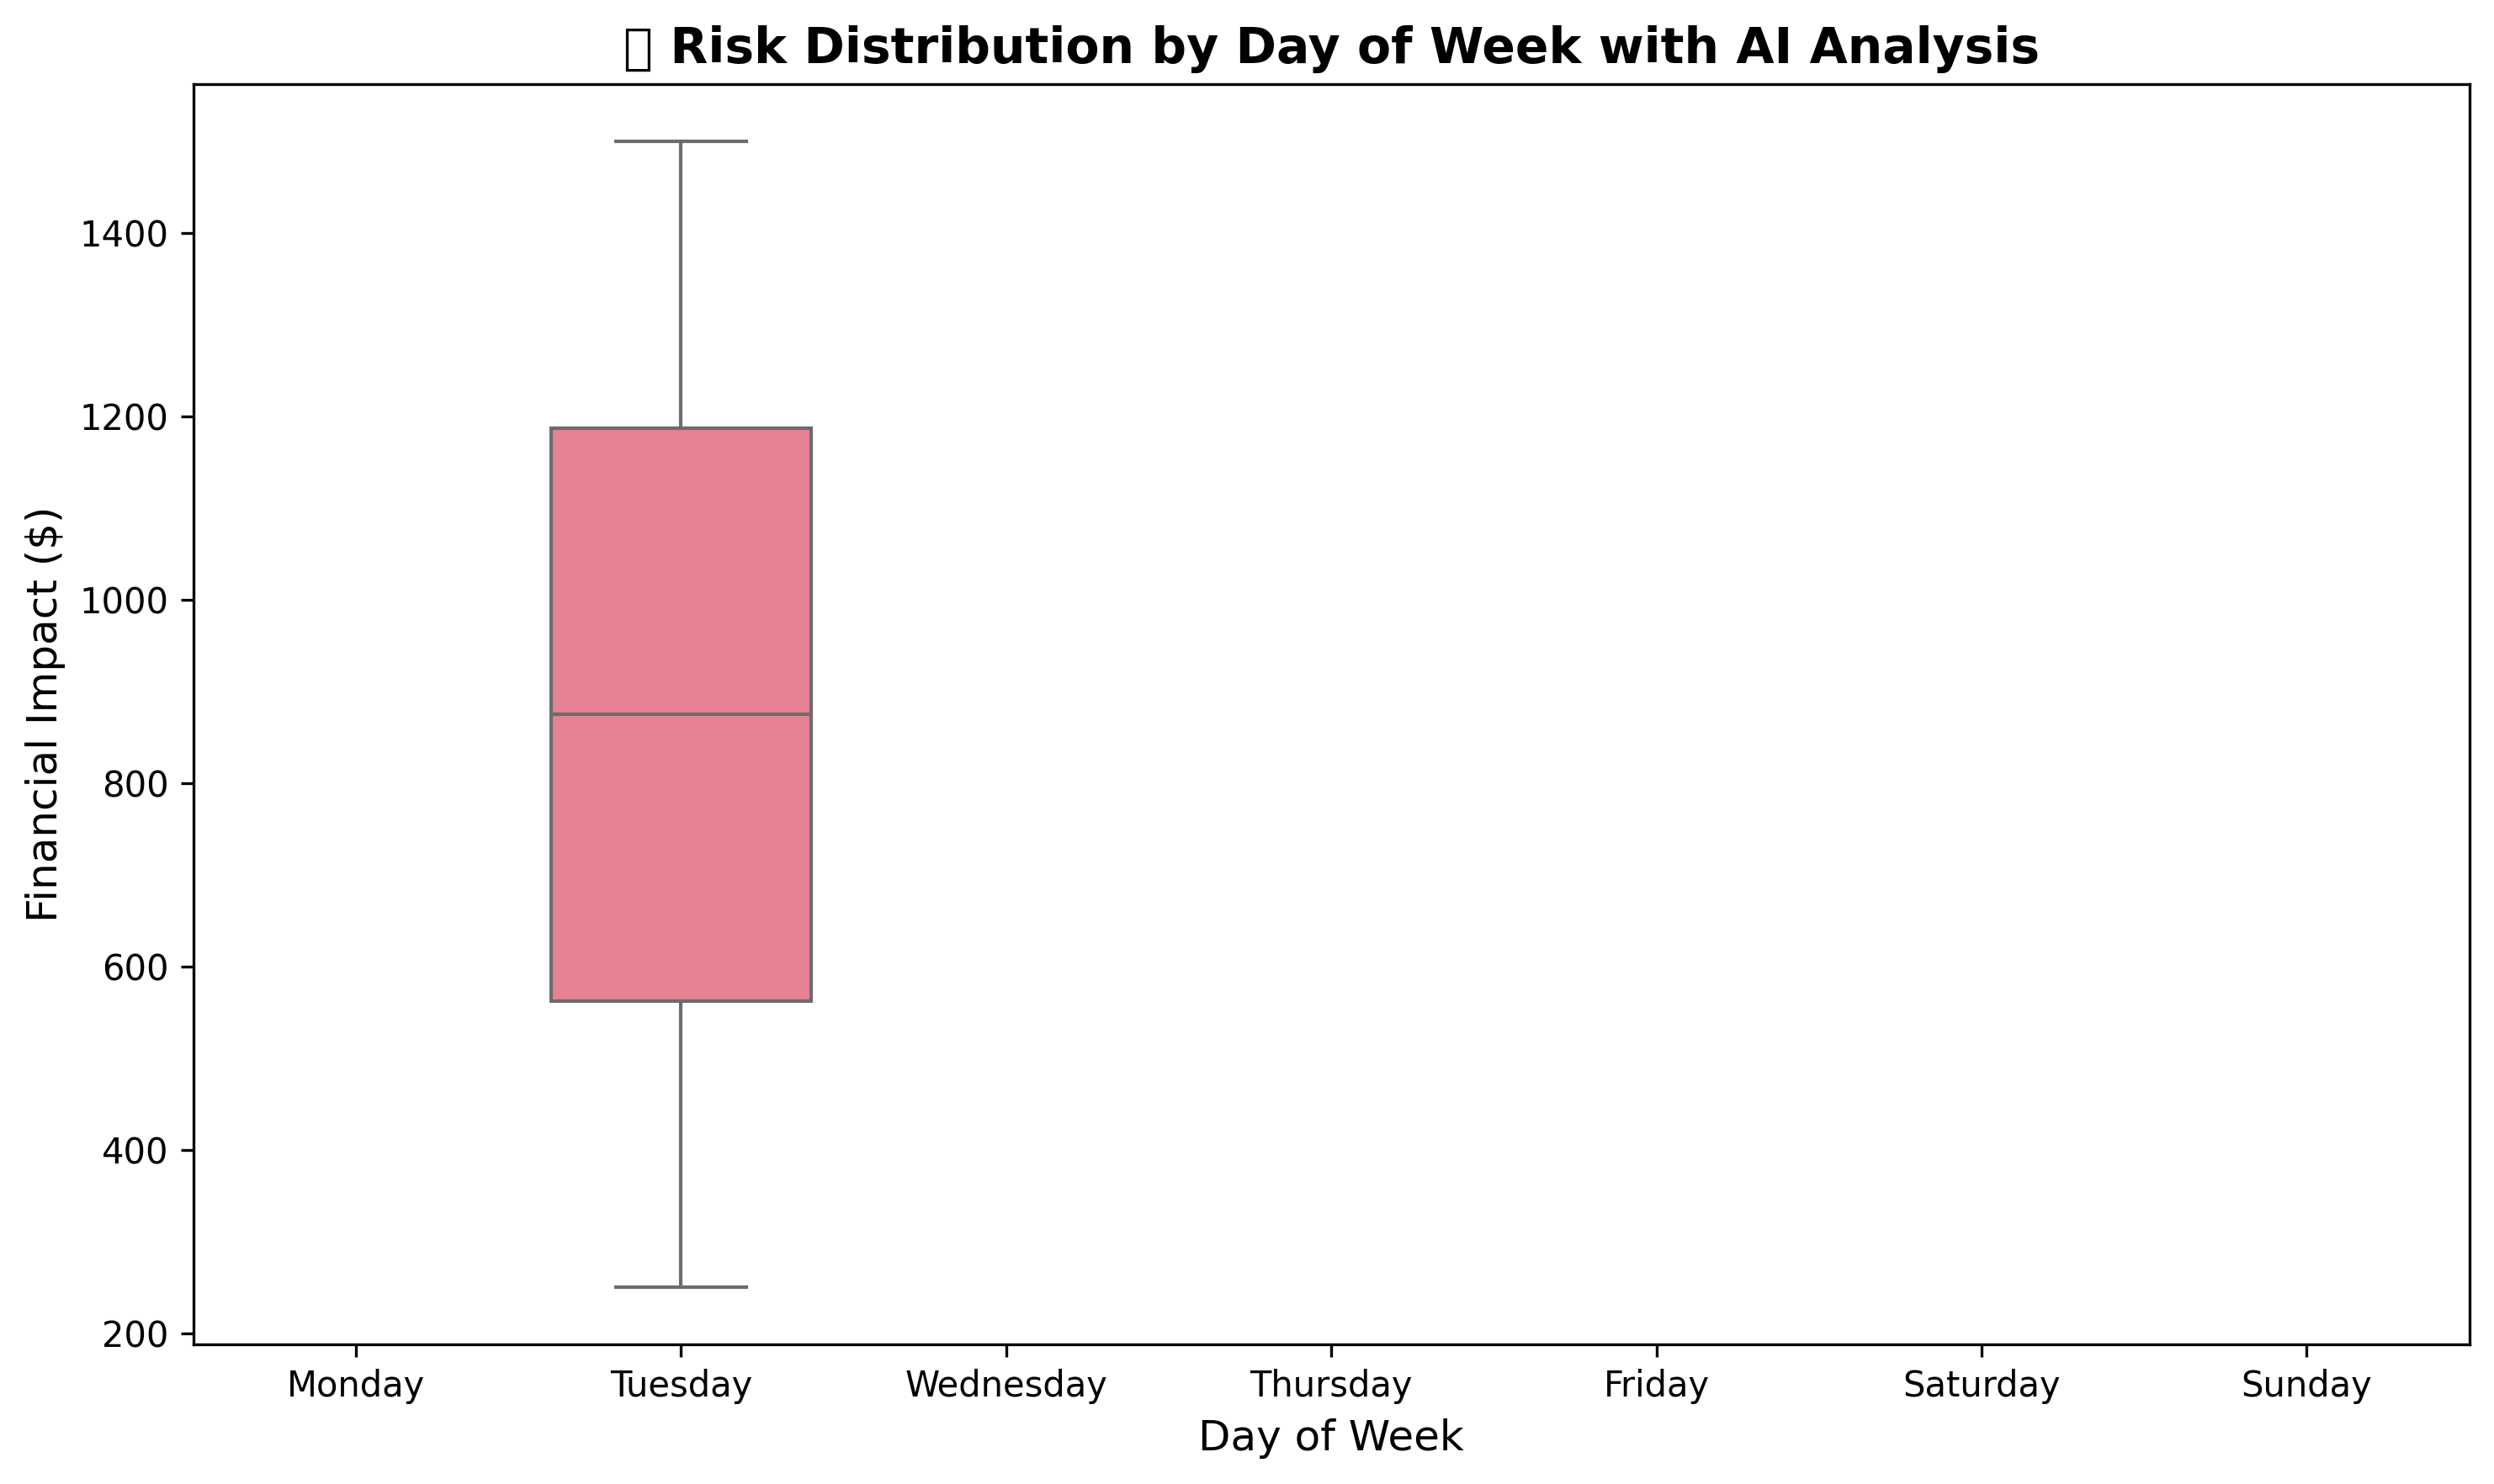 ▯ Risk Distribution by Day of Week with AI Analysis
Financial Impact ($)
1400
1200
1000
800
600
400
200
Monday Tuesday Wednesday Thursday Friday Saturday Sunday
Day of Week